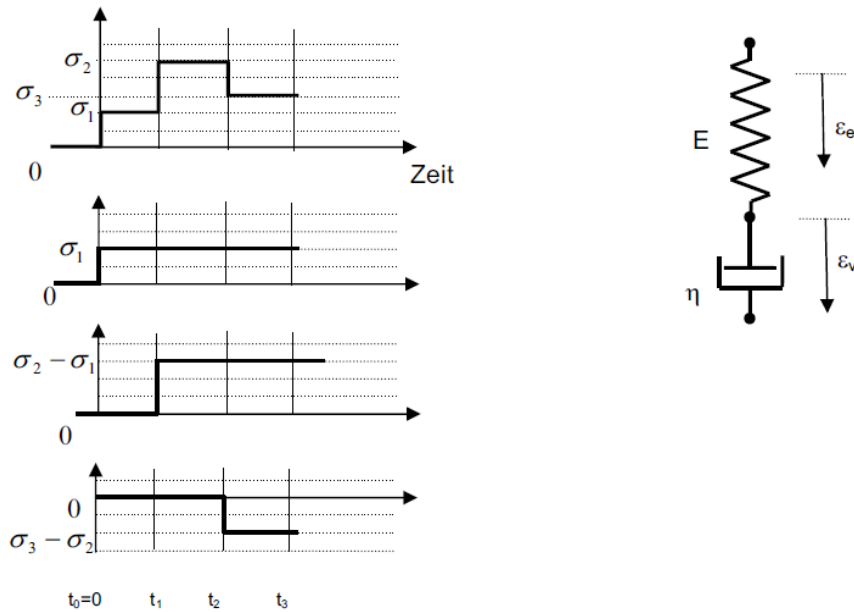 σ₂
σ₃
σ₁
0
Zeit
σ₁
0
σ₂ − σ₁
0
0
σ₃ − σ₂
t₀=0 t₁ t₂ t₃
E
εₑ
εᵥ
η